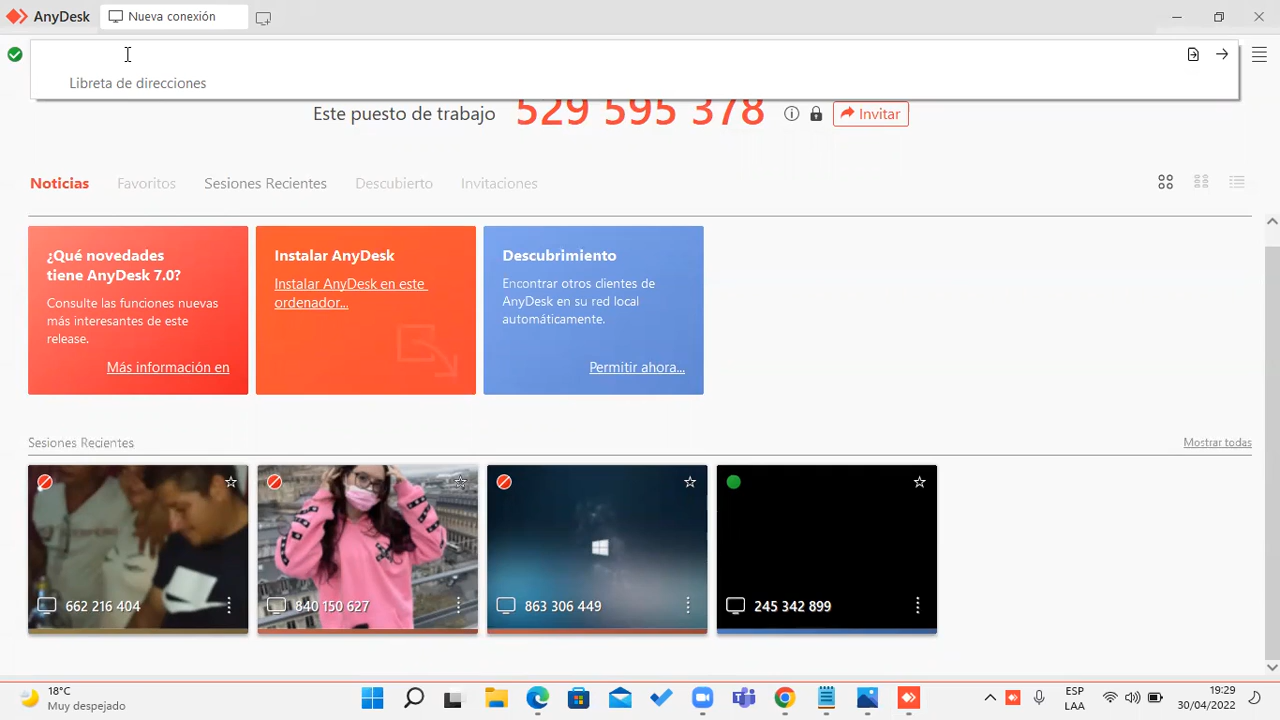 AnyDesk
Nueva conexión
Libreta de direcciones
Este puesto de trabajo
529 595 378
Invitar
Noticias
Favoritos
Sesiones Recientes
Descubierto
Invitaciones
¿Qué novedades
tiene AnyDesk 7.0?
Consulte las funciones nuevas
más interesantes de este
release.
Más información en
Instalar AnyDesk
Instalar AnyDesk en este
ordenador...
Descubrimiento
Encontrar otros clientes de
AnyDesk en su red local
automáticamente.
Permitir ahora...
Sesiones Recientes
Mostrar todas
662 216 404
840 150 627
863 306 449
245 342 899
18°C
Muy despejado
ESP
LAA
19:29
30/04/2022